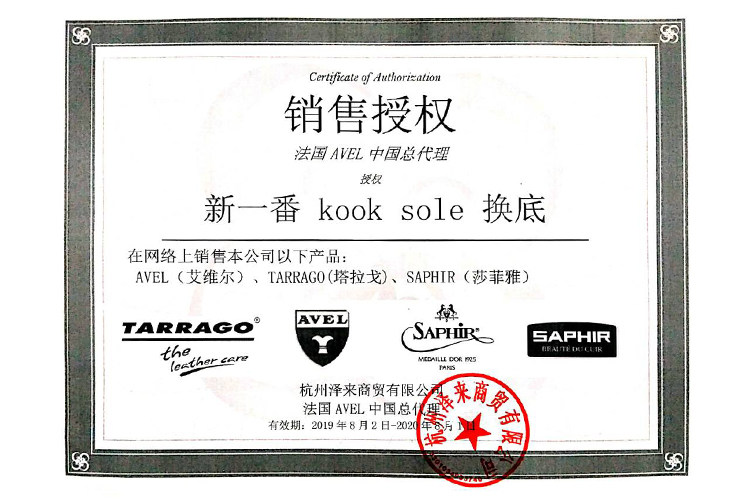 Certificate of Authorization
销售授权
法国 AVEL 中国总代理
授权
新一番 kook sole 换底
在网络上销售本公司以下产品：
AVEL（艾维尔）、TARRAGO(塔拉戈)、SAPHIR（莎菲雅）
TARRAGO®
the leather care
AVEL
SAPHIR®
MEDAILLE D'OR 1925
PARIS
SAPHIR
BEAUTE DU CUIR
杭州泽来商贸有限公司
法国 AVEL 中国总代理
有效期：2019 年 8 月 2 日-2020 年 8 月 1 日
杭州泽来商贸有限公司